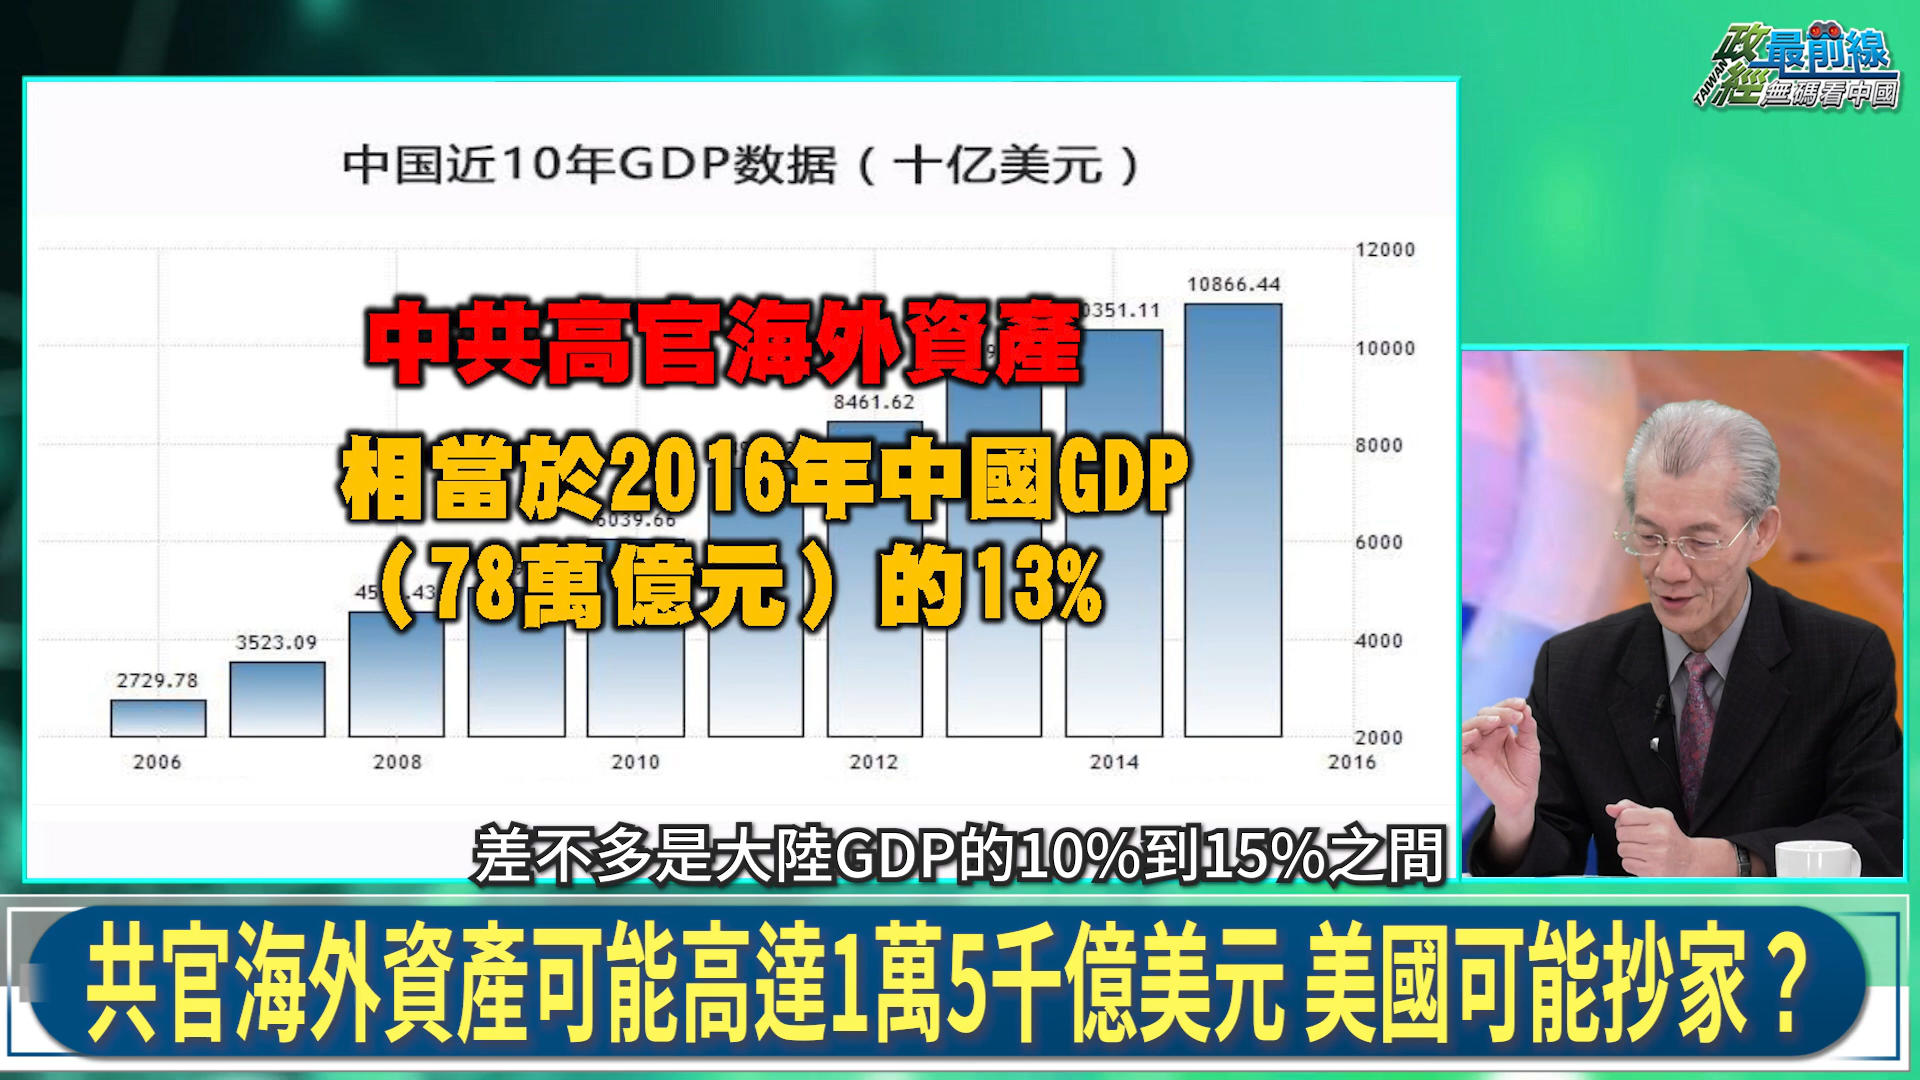 政經最前線
TAIWAN
無碼看中國
中国近10年GDP数据（十亿美元）
12000
10000
8000
6000
4000
2000
10866.44
0351.11
8461.62
6039.66
3523.09
2729.78
2006 2008 2010 2012 2014 2016
中共高官海外資產
相當於2016年中國GDP
（78萬億元）的13%
差不多是大陸GDP的10%到15%之間
共官海外資產可能高達1萬5千億美元 美國可能抄家？